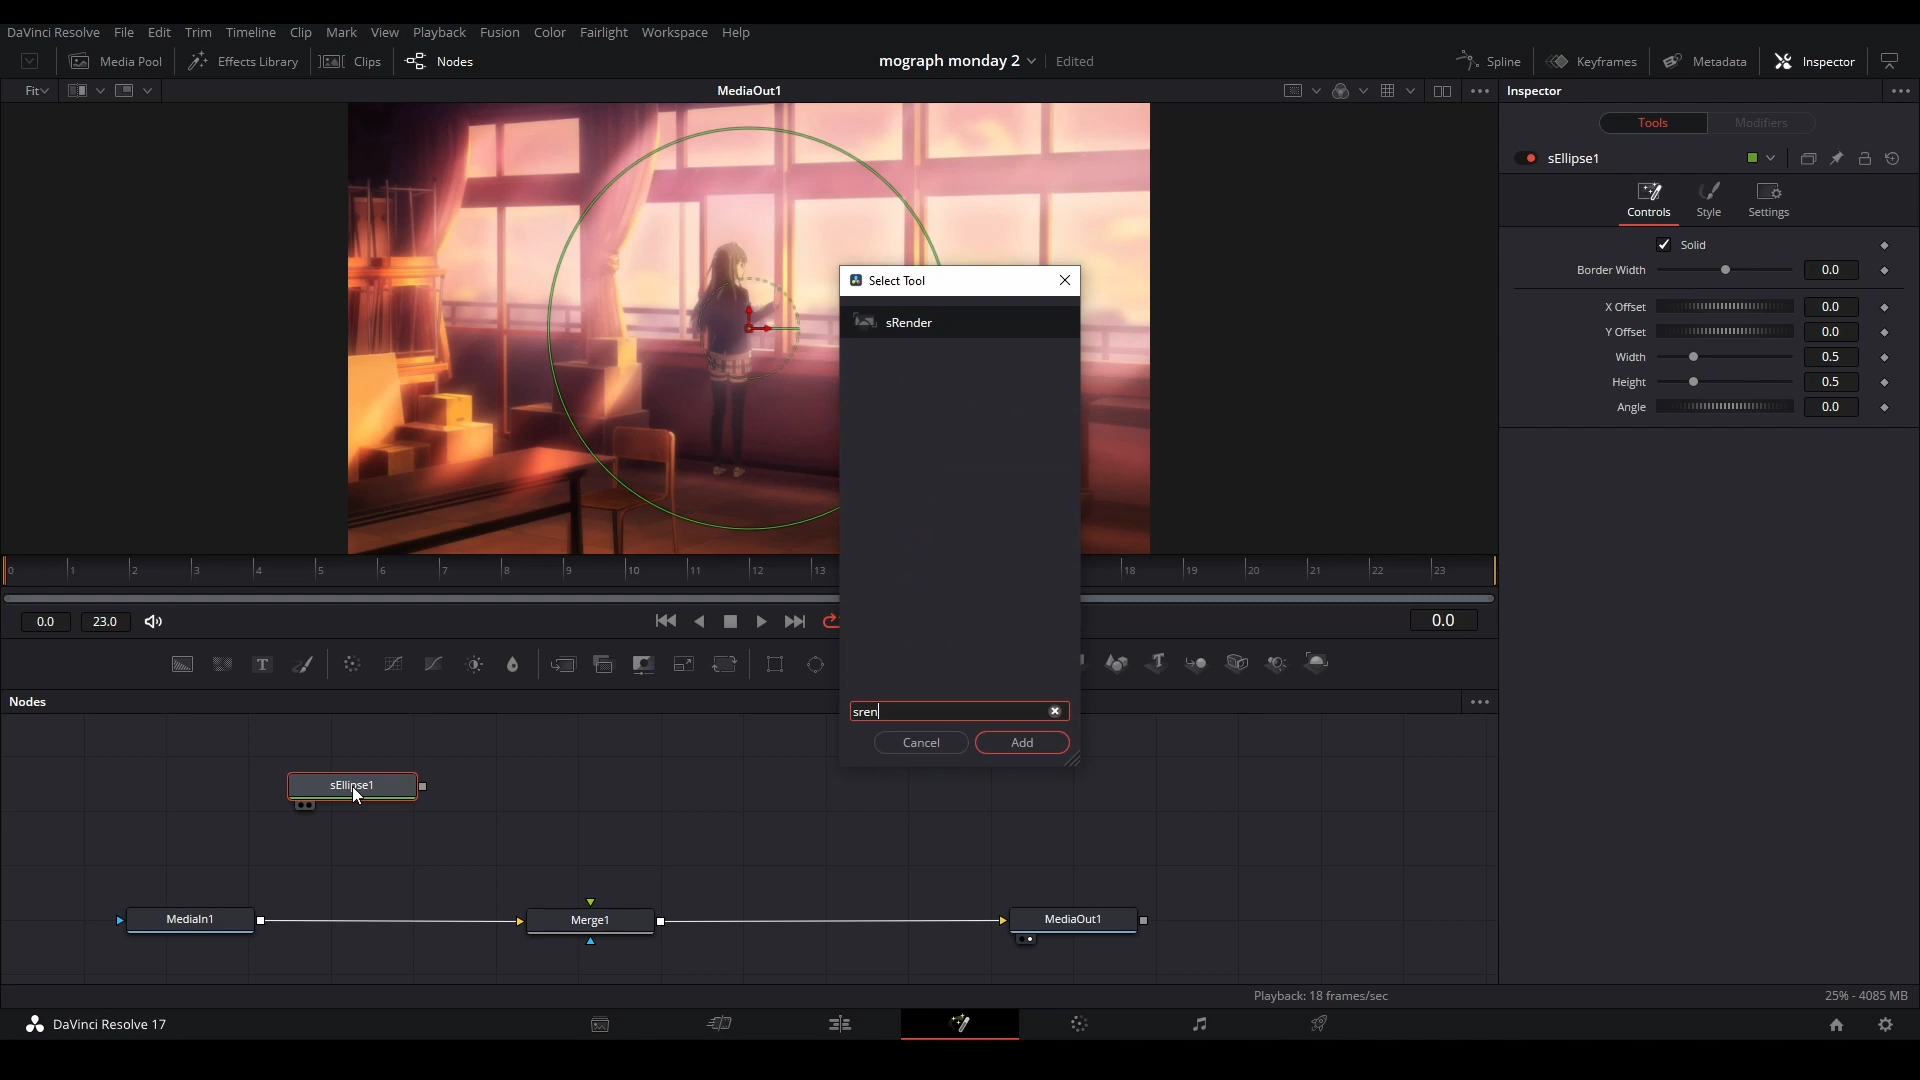 DaVinci Resolve File Edit Trim Timeline Clip Mark View Playback Fusion Color Fairlight Workspace Help
Media Pool Effects Library Clips Nodes mograph monday 2 Edited Spline Keyframes Metadata Inspector
Fit MediaOut1 Inspector
Tools Modifiers
sEllipse1
Controls Style Settings
Solid
Border Width 0.0
X Offset 0.0
Y Offset 0.0
Width 0.5
Height 0.5
Angle 0.0
Select Tool
sRender
sren
Cancel Add
0 1 2 3 4 5 6 7 8 9 10 11 12 13 18 19 20 21 22 23
0.0 23.0 0.0
T T
Nodes
sEllipse1
MediaIn1 Merge1 MediaOut1
Playback: 18 frames/sec 25% - 4085 MB
DaVinci Resolve 17